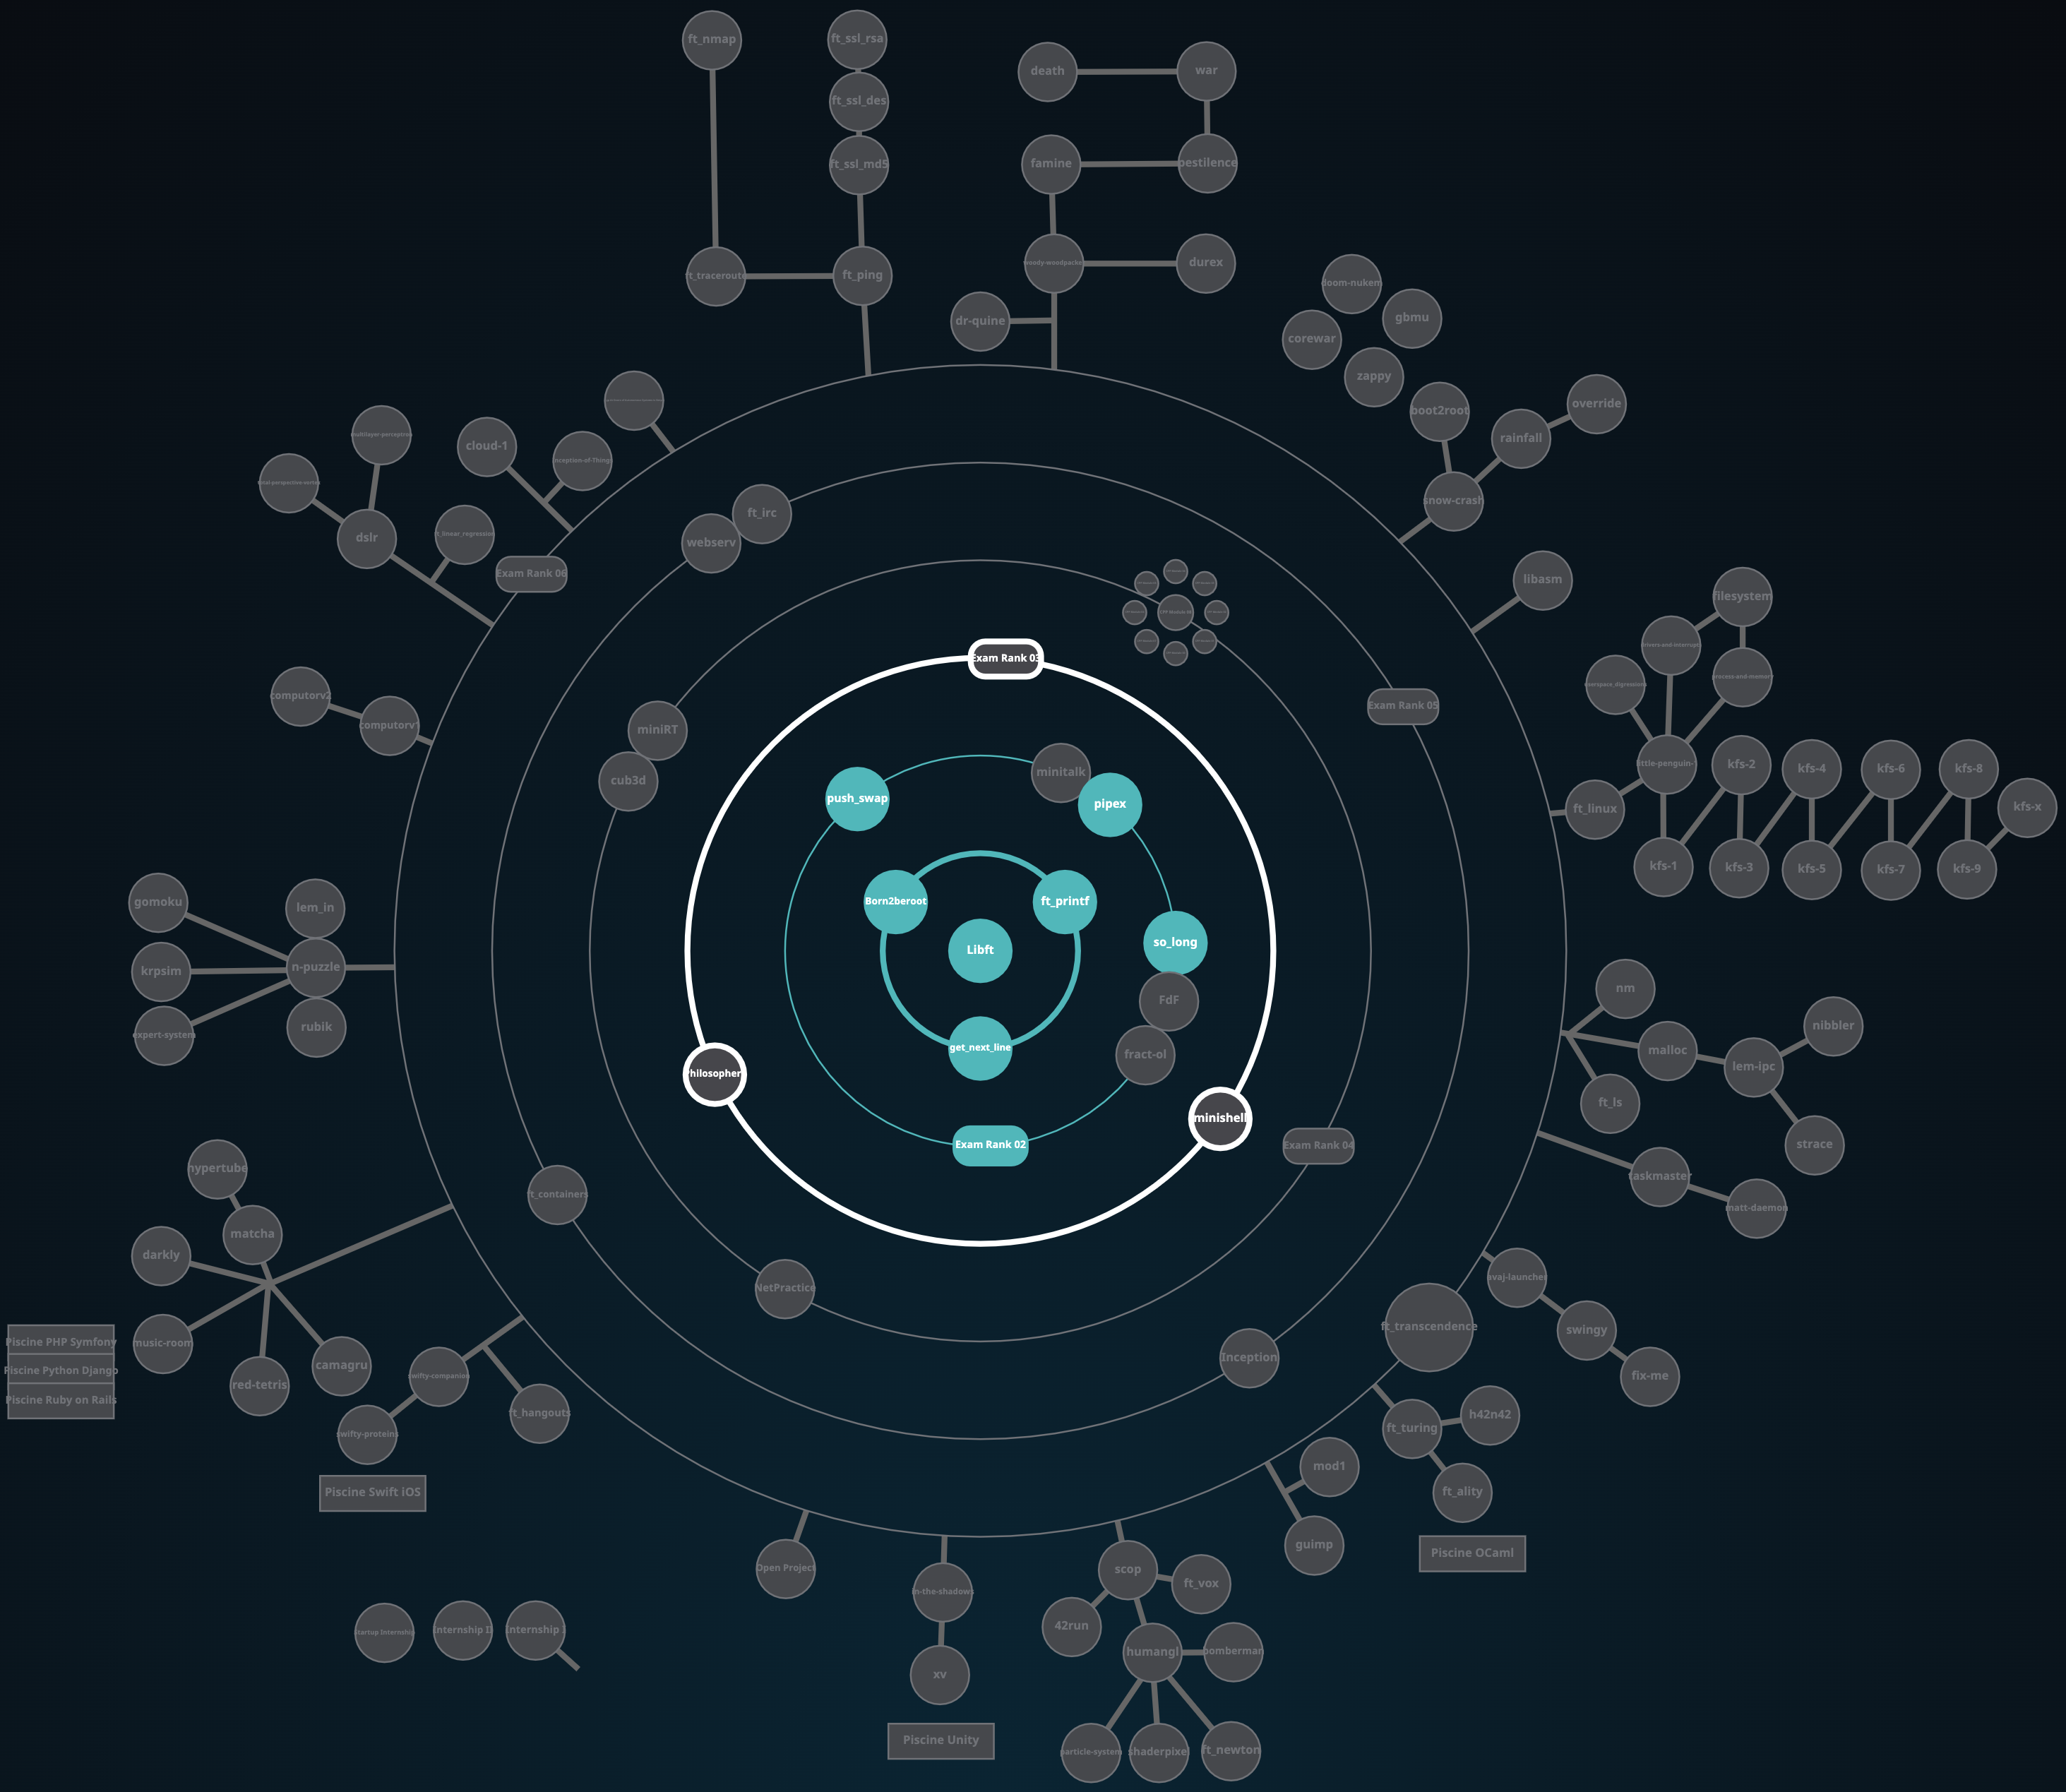 ft_nmap
ft_ssl_rsa
death
war
ft_ssl_des
famine
pestilence
ft_ssl_md5
ft_traceroute
ft_ping
woody-woodpacker
durex
dr-quine
doom-nukem
gbmu
corewar
zappy
boot2root
rainfall
override
snow-crash
multilayer-perceptron
cloud-1
Inception-of-Things
dslr
ft_linear_regression
Exam Rank 06
webserv
ft_irc
libasm
filesystem
drivers-and-interrupt
process-and-memory
userspace_digressions
little-penguin-1
ft_linux
kfs-1
kfs-2
kfs-3
kfs-4
kfs-5
kfs-6
kfs-7
kfs-8
kfs-9
kfs-x
computorv2
computorv1
miniRT
cub3d
Exam Rank 03
Exam Rank 05
push_swap
minitalk
pipex
Born2beroot
ft_printf
Libft
so_long
FdF
get_next_line
fract-ol
Philosophers
minishell
Exam Rank 02
Exam Rank 04
gomoku
lem_in
krpsim
n-puzzle
expert-system
rubik
nm
malloc
nibbler
lem-ipc
ft_ls
strace
taskmaster
matt-daemon
hypertube
matcha
darkly
music-room
red-tetris
camagru
ft_containers
NetPractice
Inception
ft_transcendence
avaj-launcher
swingy
fix-me
Piscine PHP Symfony
Piscine Python Django
Piscine Ruby on Rails
swifty-companion
ft_hangouts
swifty-proteins
Piscine Swift iOS
ft_turing
h42n42
ft_ality
mod1
guimp
Piscine OCaml
Open Project
in-the-shadows
xv
Piscine Unity
scop
ft_vox
42run
humangl
bomberman
particle-system
shaderpixel
ft_newton
Startup Internship
Internship II
Internship I